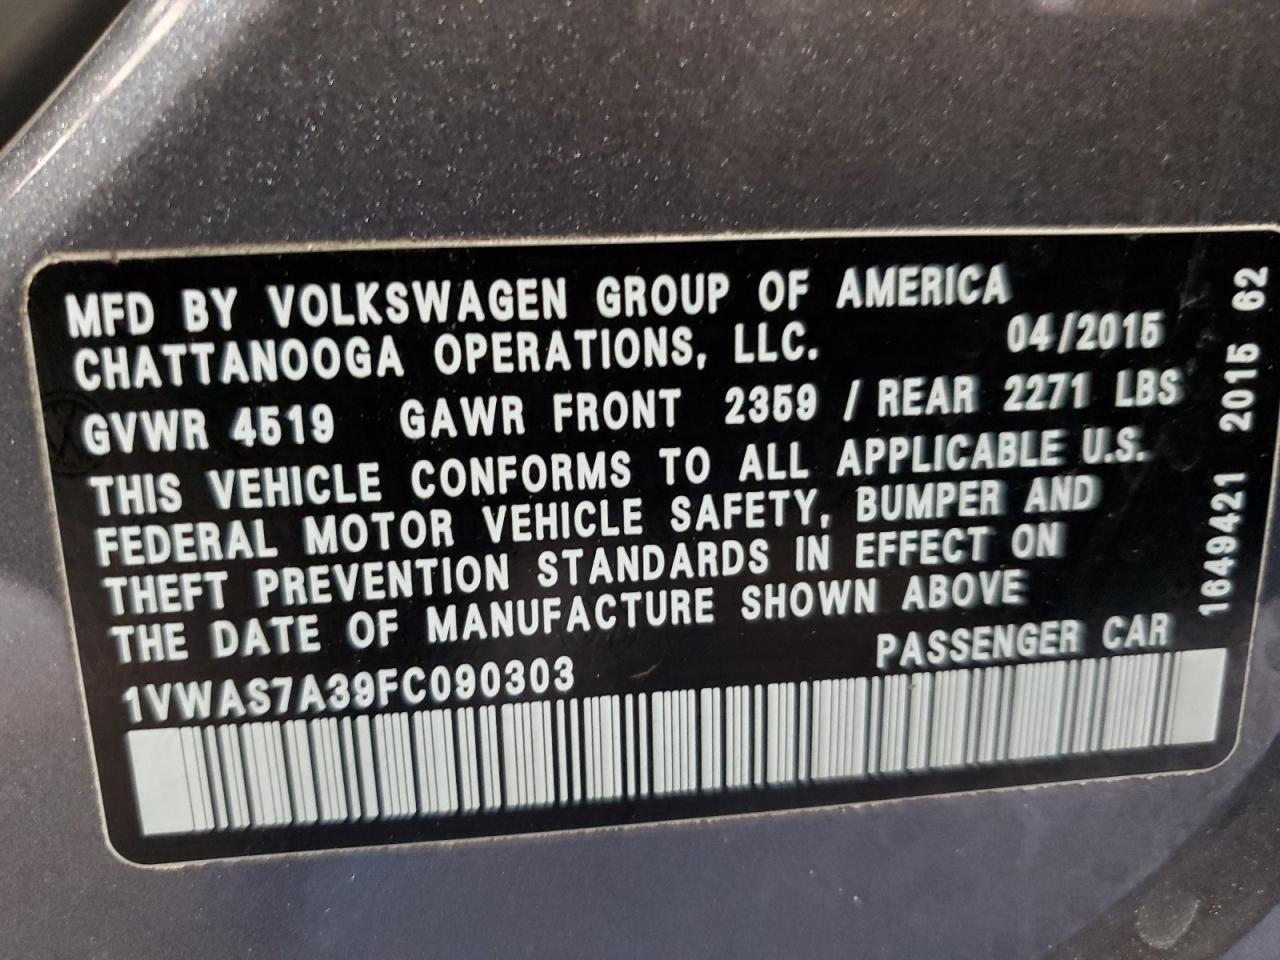 MFD BY VOLKSWAGEN GROUP OF AMERICA
CHATTANOOGA OPERATIONS, LLC. 04/2015
GVWR 4519 GAWR FRONT 2359 / REAR 2271 LBS
THIS VEHICLE CONFORMS TO ALL APPLICABLE U.S.
FEDERAL MOTOR VEHICLE SAFETY, BUMPER AND
THEFT PREVENTION STANDARDS IN EFFECT ON
THE DATE OF MANUFACTURE SHOWN ABOVE
1VWAS7A39FC090303 PASSENGER CAR
1649421 2015 62